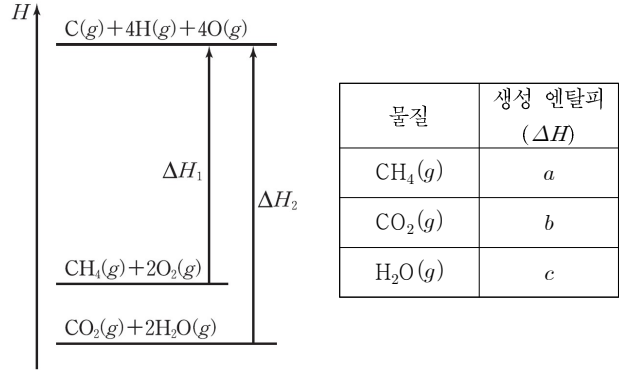 H
C(g)+4H(g)+4O(g)
ΔH₁
ΔH₂
CH₄(g)+2O₂(g)
CO₂(g)+2H₂O(g)
물질 생성 엔탈피
(ΔH)
CH₄(g) a
CO₂(g) b
H₂O(g) c